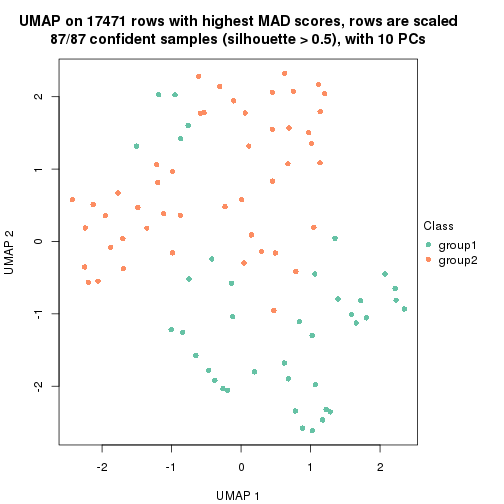 UMAP on 17471 rows with highest MAD scores, rows are scaled
87/87 confident samples (silhouette > 0.5), with 10 PCs
2
1
0
-1
-2
UMAP 2
-2
-1
0
1
2
UMAP 1
Class
group1
group2